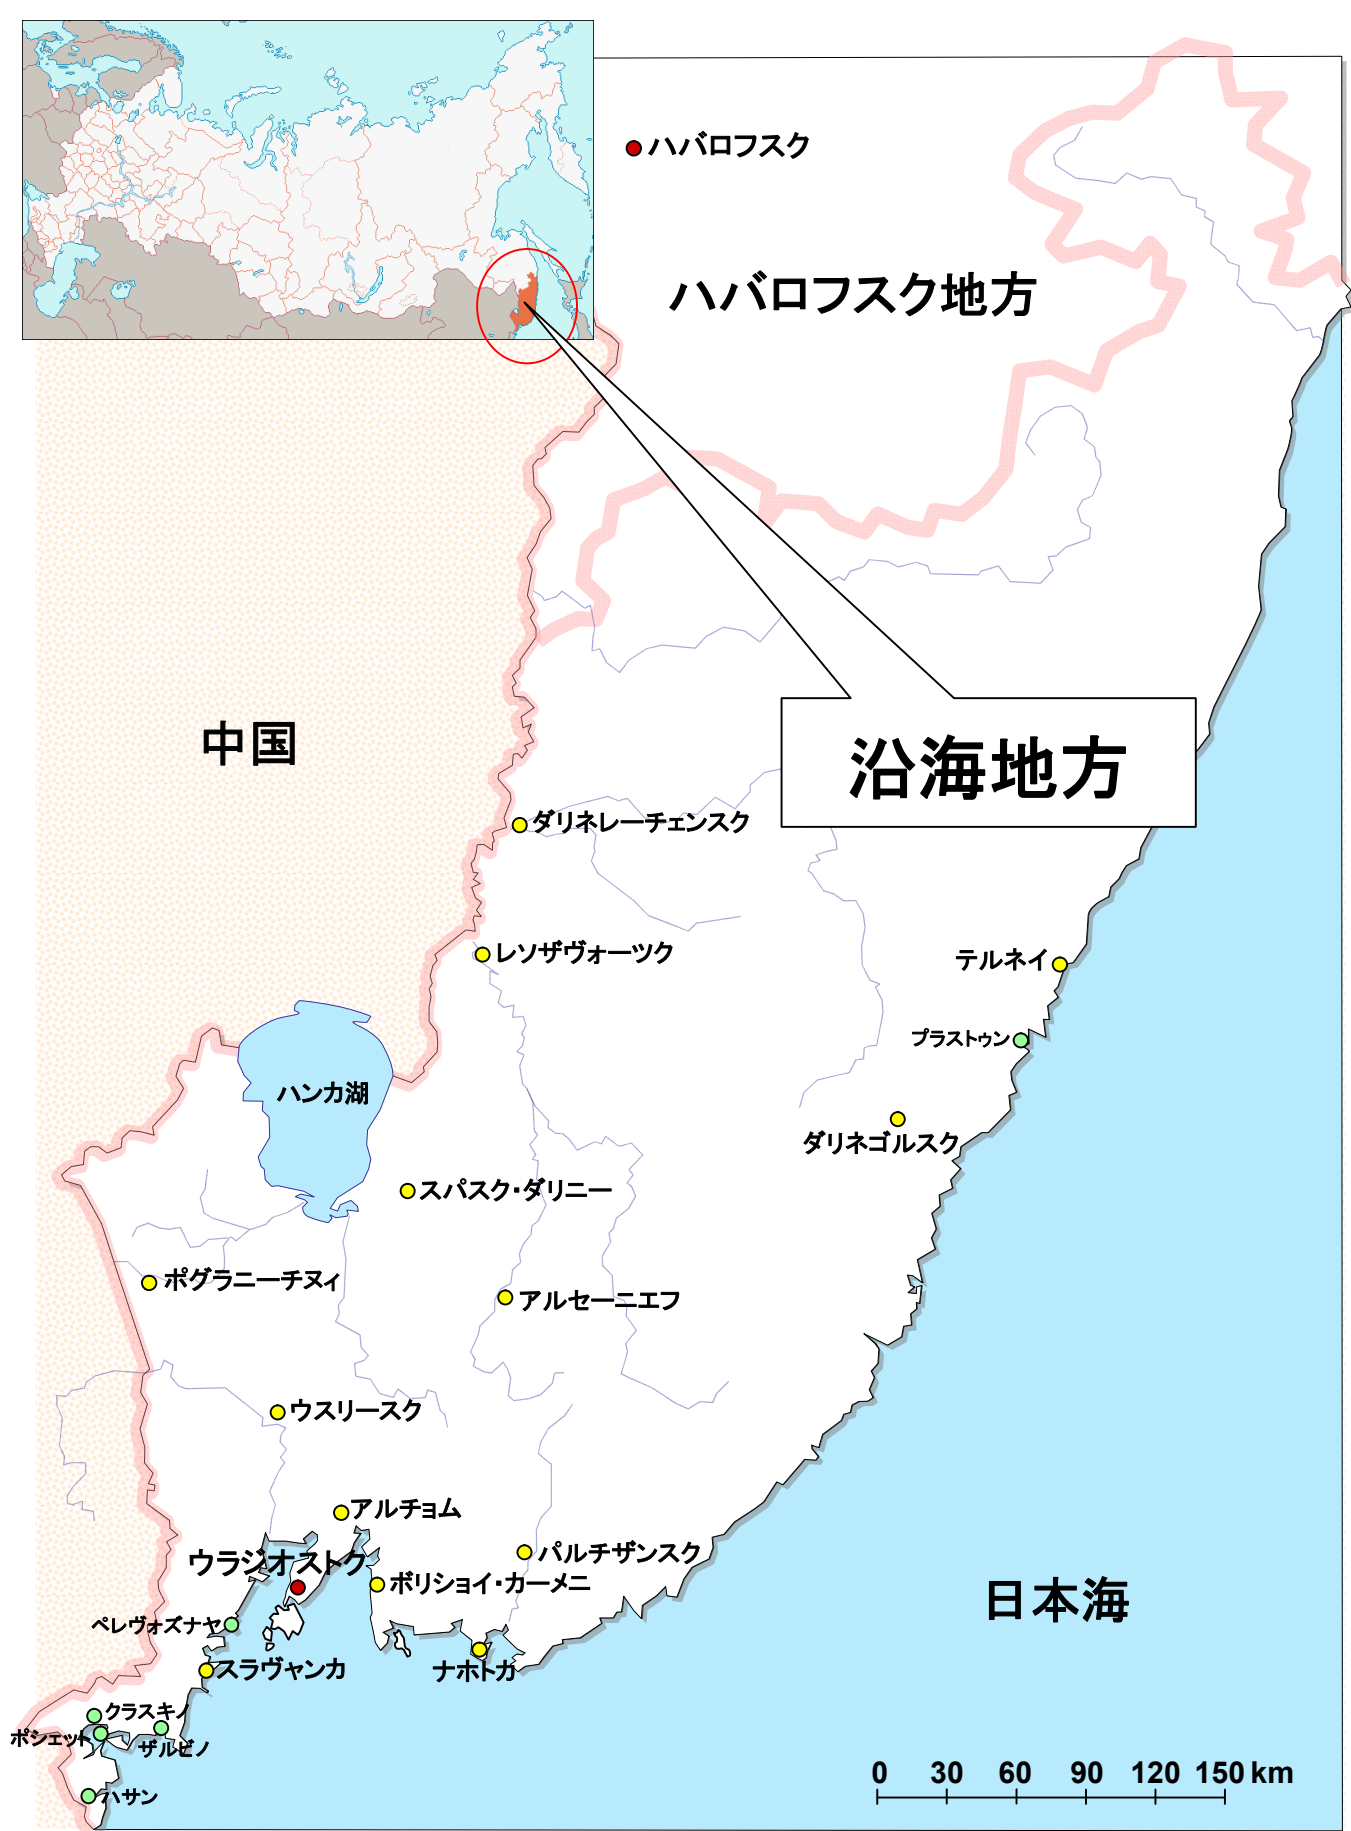 ハバロフスク
ハバロフスク地方
中国
沿海地方
ダリネレーチェンスク
レソザヴォーツク
テルネイ
プラストゥン
ハンカ湖
ダリネゴルスク
スパスク・ダリニー
ポグラニーチヌィ
アルセーニエフ
ウスリースク
アルチョム
パルチザンスク
ウラジオストク
ボリショイ・カーメニ
日本海
ペレヴォズナヤ
スラヴャンカ
ナホトカ
クラスキノ
ポシェット
ザルビノ
ハサン
0 30 60 90 120 150 km